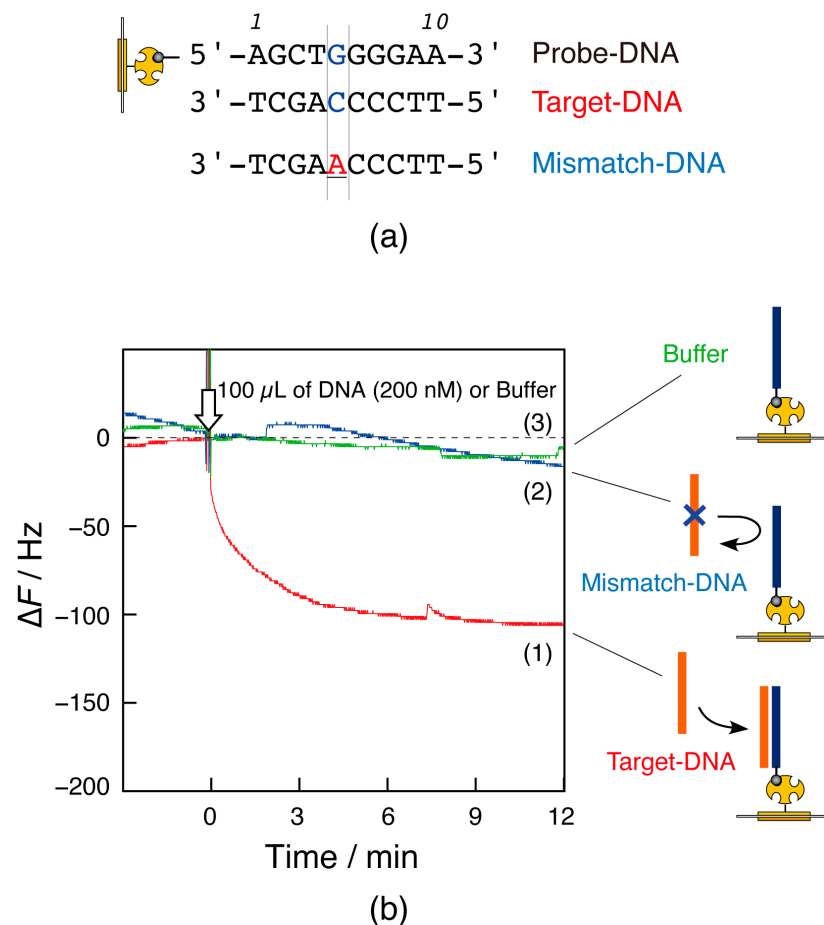 1 10
5'-AGCTGGGGAA-3' Probe-DNA
3'-TCGACCCCTT-5' Target-DNA
3'-TCGAACCCTT-5' Mismatch-DNA
(a)
Buffer
100 μL of DNA (200 nM) or Buffer
(3)
(2)
(1)
Mismatch-DNA
Target-DNA
0
−50
−100
−150
−200
ΔF / Hz
0 3 6 9 12
Time / min
(b)